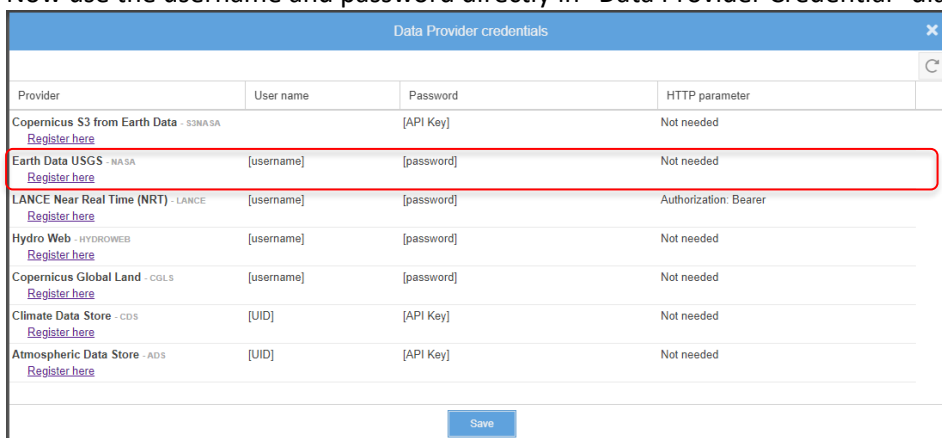 Now use the username and password directly in "Data Provider Credential"
Data Provider credentials
Provider User name Password HTTP parameter
Copernicus S3 from Earth Data - S3NASA [API Key] Not needed
Register here
Earth Data USGS - NASA [username] [password] Not needed
Register here
LANCE Near Real Time (NRT) - LANCE [username] [password] Authorization: Bearer
Register here
Hydro Web - HYDROWEB [username] [password] Not needed
Register here
Copernicus Global Land - CGLS [username] [password] Not needed
Register here
Climate Data Store - CDS [UID] [API Key] Not needed
Register here
Atmospheric Data Store - ADS [UID] [API Key] Not needed
Register here
Save